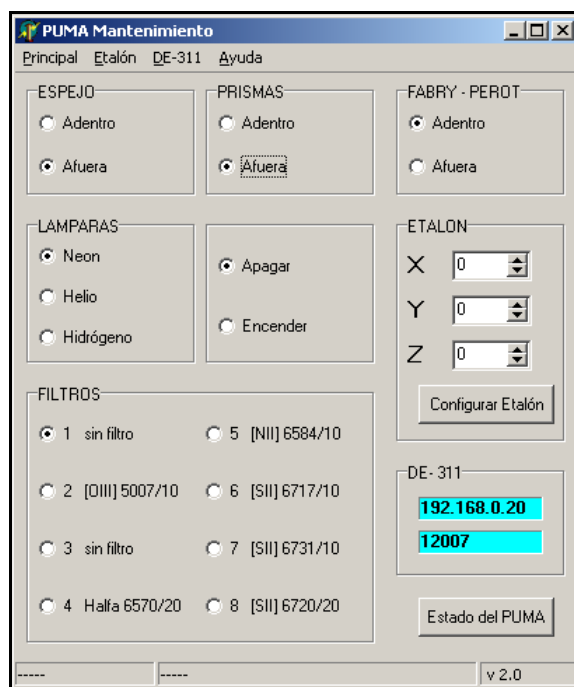 PUMA Mantenimiento
Principal Etalón DE-311 Ayuda
ESPEJO
Adentro
Afuera
PRISMAS
Adentro
Afuera
FABRY - PEROT
Adentro
Afuera
LAMPARAS
Neon
Helio
Hidrógeno
Apagar
Encender
ETALON
X 0
Y 0
Z 0
Configurar Etalón
FILTROS
1 sin filtro
2 [OIII] 5007/10
3 sin filtro
4 Halfa 6570/20
5 [NII] 6584/10
6 [SII] 6717/10
7 [SII] 6731/10
8 [SII] 6720/20
DE- 311
192.168.0.20
12007
Estado del PUMA
----- ----- v 2.0